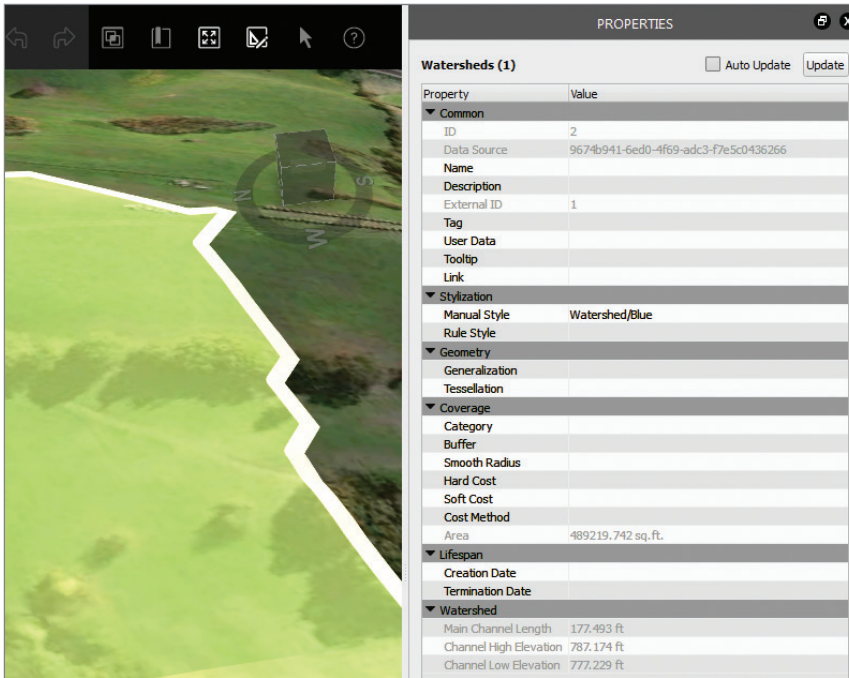 PROPERTIES
Watersheds (1)
Auto Update
Update
Property Value
Common
ID 2
Data Source 9674b941-6ed0-4f69-adc3-f7e5c0436266
Name
Description
External ID 1
Tag
User Data
Tooltip
Link
Stylization
Manual Style Watershed/Blue
Rule Style
Geometry
Generalization
Tessellation
Coverage
Category
Buffer
Smooth Radius
Hard Cost
Soft Cost
Cost Method
Area 489219.742 sq.ft.
Lifespan
Creation Date
Termination Date
Watershed
Main Channel Length 177.493 ft
Channel High Elevation 787.174 ft
Channel Low Elevation 777.229 ft
N
S
W